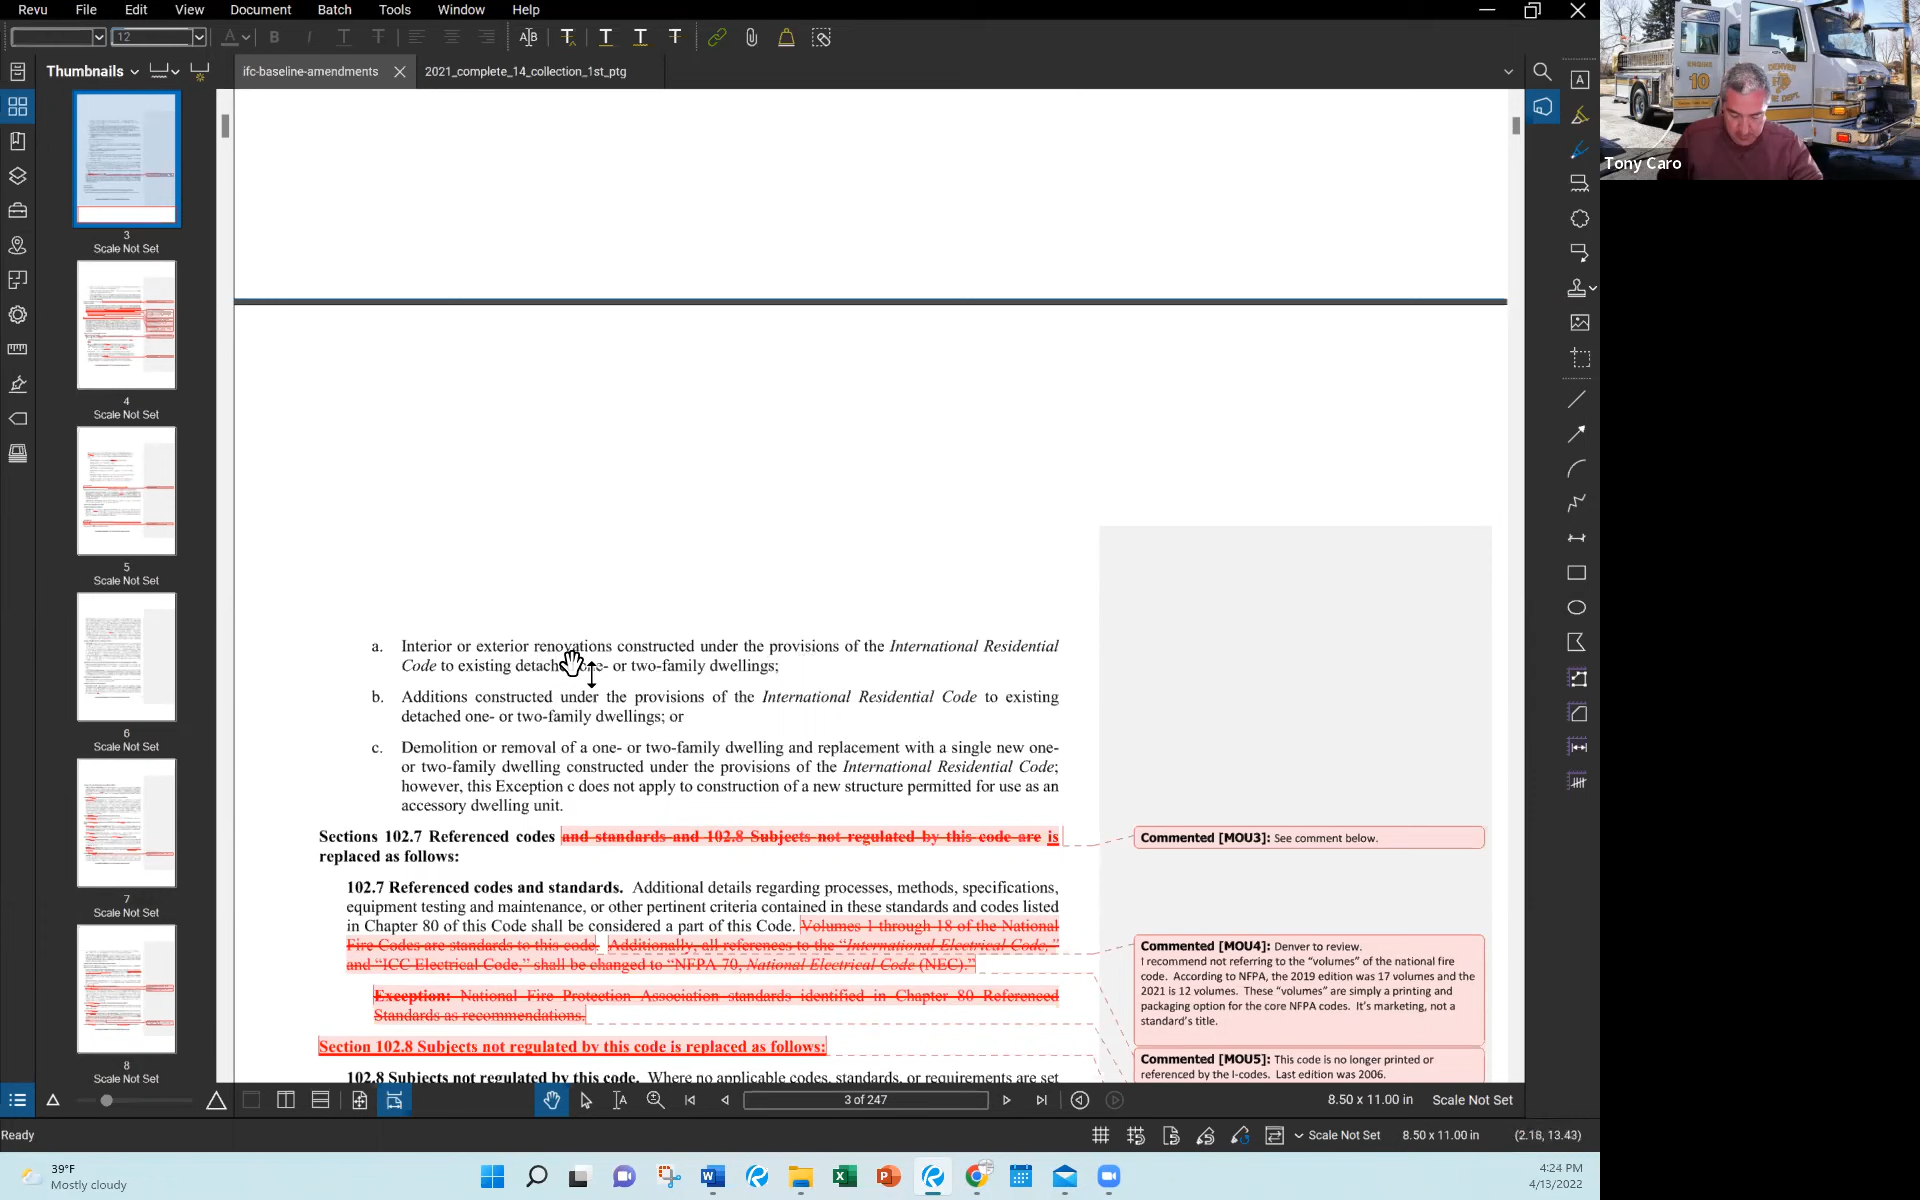 Revu File Edit View Document Batch Tools Window Help
12
Thumbnails
ifc-baseline-amendments
2021_complete_14_collection_1st_ptg
Tony Caro
3
Scale Not Set
4
Scale Not Set
5
Scale Not Set
6
Scale Not Set
7
Scale Not Set
8
Scale Not Set
a. Interior or exterior renovations constructed under the provisions of the International Residential
Code to existing detached one- or two-family dwellings;
b. Additions constructed under the provisions of the International Residential Code to existing
detached one- or two-family dwellings; or
c. Demolition or removal of a one- or two-family dwelling and replacement with a single new one-
or two-family dwelling constructed under the provisions of the International Residential Code;
however, this Exception c does not apply to construction of a new structure permitted for use as an
accessory dwelling unit.
Sections 102.7 Referenced codes and standards and 102.8 Subjects not regulated by this code are is
replaced as follows:
102.7 Referenced codes and standards. Additional details regarding processes, methods, specifications,
equipment testing and maintenance, or other pertinent criteria contained in these standards and codes listed
in Chapter 80 of this Code shall be considered a part of this Code. Volumes 1 through 18 of the National
Fire Codes are standards to this code. Additionally, all references to the “International Electrical Code,”
and “ICC Electrical Code,” shall be changed to “NFPA 70, National Electrical Code (NEC).”
Exception: National Fire Protection Association standards identified in Chapter 80 Referenced
Standards as recommendations.
Section 102.8 Subjects not regulated by this code is replaced as follows:
102.8 Subjects not regulated by this code. Where no applicable codes, standards, or requirements are set
Commented [MOU3]: See comment below.
Commented [MOU4]: Denver to review.
I recommend not referring to the “volumes” of the national fire
code. According to NFPA, the 2019 edition was 17 volumes and the
2021 is 12 volumes. These “volumes” are simply a printing and
packaging option for the core NFPA codes. It’s marketing, not a
standard’s title.
Commented [MOU5]: This code is no longer printed or
referenced by the I-codes. Last edition was 2006.
3 of 247
8.50 x 11.00 in Scale Not Set
Ready
Scale Not Set 8.50 x 11.00 in (2.18, 13.43)
39°F
Mostly cloudy
4:24 PM
4/13/2022